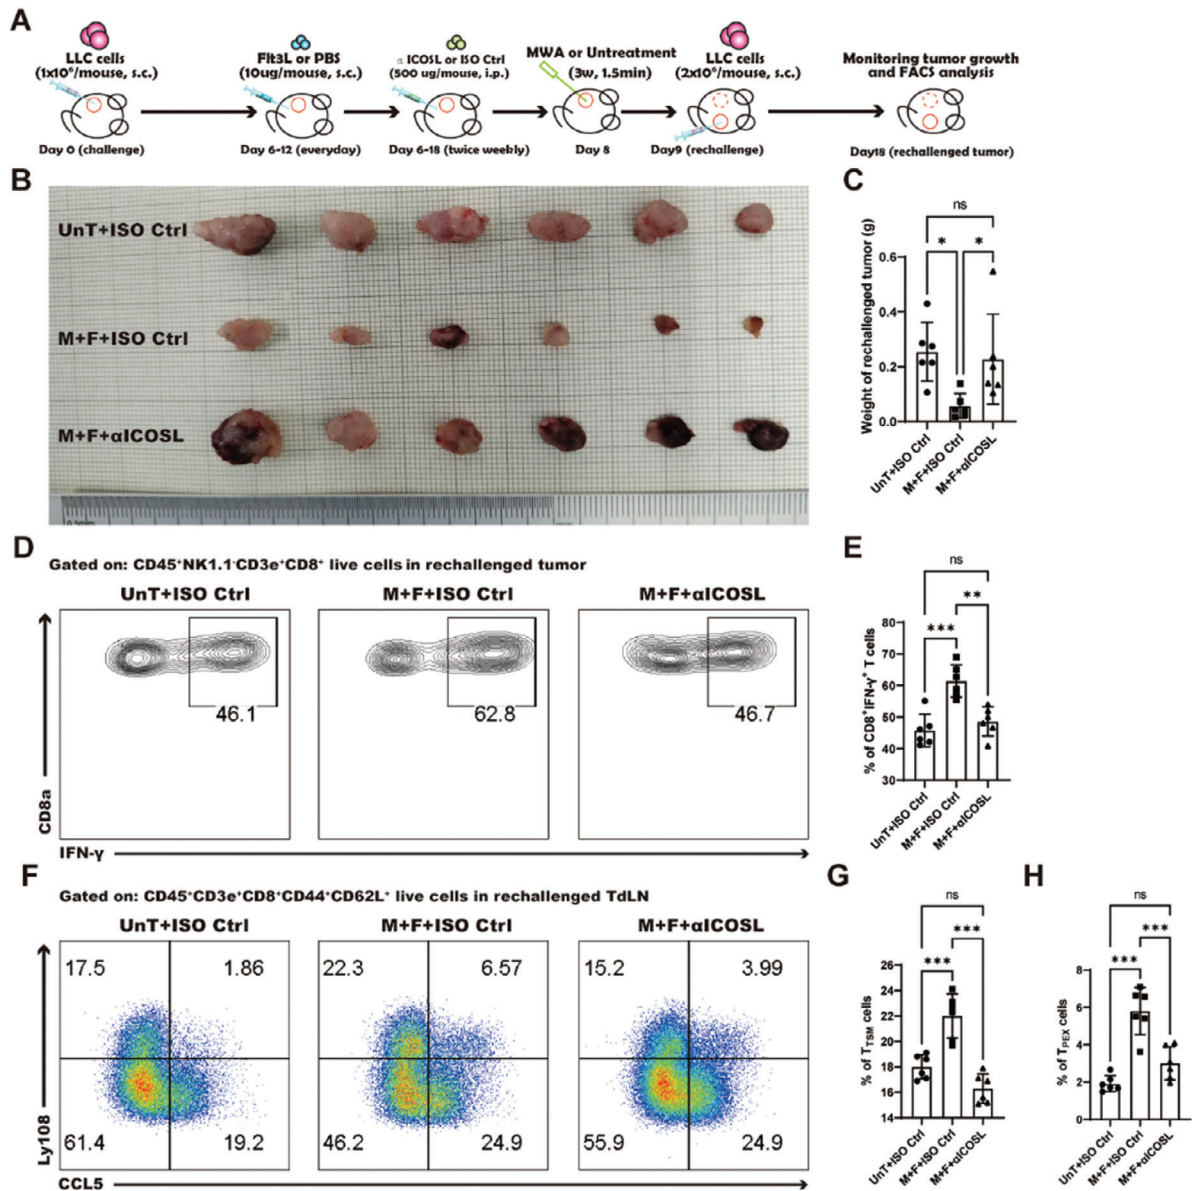 A
LLC cells
(1x10⁶/mouse, s.c.)
Flt3L or PBS
(10ug/mouse, s.c.)
α ICOSL or ISO Ctrl
(500 ug/mouse, i.p.)
MWA or Untreatment
(3w, 1.5min)
LLC cells
(2x10⁶/mouse, s.c.)
Monitoring tumor growth
and FACS analysis
Day 0 (challenge)
Day 6-12 (everyday)
Day 6-18 (twice weekly)
Day 8
Day9 (rechallenge)
Day18 (rechallenged tumor)
B
UnT+ISO Ctrl
M+F+ISO Ctrl
M+F+αICOSL
0.5mm
C
ns
* *
Weight of rechallenged tumor (g)
0.6
0.4
0.2
0.0
UnT+ISO Ctrl
M+F+ISO Ctrl
M+F+αICOSL
D
Gated on: CD45⁺NK1.1⁻CD3e⁺CD8⁺ live cells in rechallenged tumor
UnT+ISO Ctrl
M+F+ISO Ctrl
M+F+αICOSL
46.1
62.8
46.7
CD8a
IFN-γ
E
ns
**
***
% of CD8⁺IFN-γ⁺ T cells
80
70
60
50
40
30
UnT+ISO Ctrl
M+F+ISO Ctrl
M+F+αICOSL
F
Gated on: CD45⁺CD3e⁺CD8⁺CD44⁺CD62L⁺ live cells in rechallenged TdLN
UnT+ISO Ctrl
M+F+ISO Ctrl
M+F+αICOSL
17.5 1.86
61.4 19.2
22.3 6.57
46.2 24.9
15.2 3.99
55.9 24.9
Ly108
CCL5
G
ns
***
***
% of T_TSM cells
26
24
22
20
18
16
14
UnT+ISO Ctrl
M+F+ISO Ctrl
M+F+αICOSL
H
ns
***
***
% of T_PEX cells
8
6
4
2
0
UnT+ISO Ctrl
M+F+ISO Ctrl
M+F+αICOSL